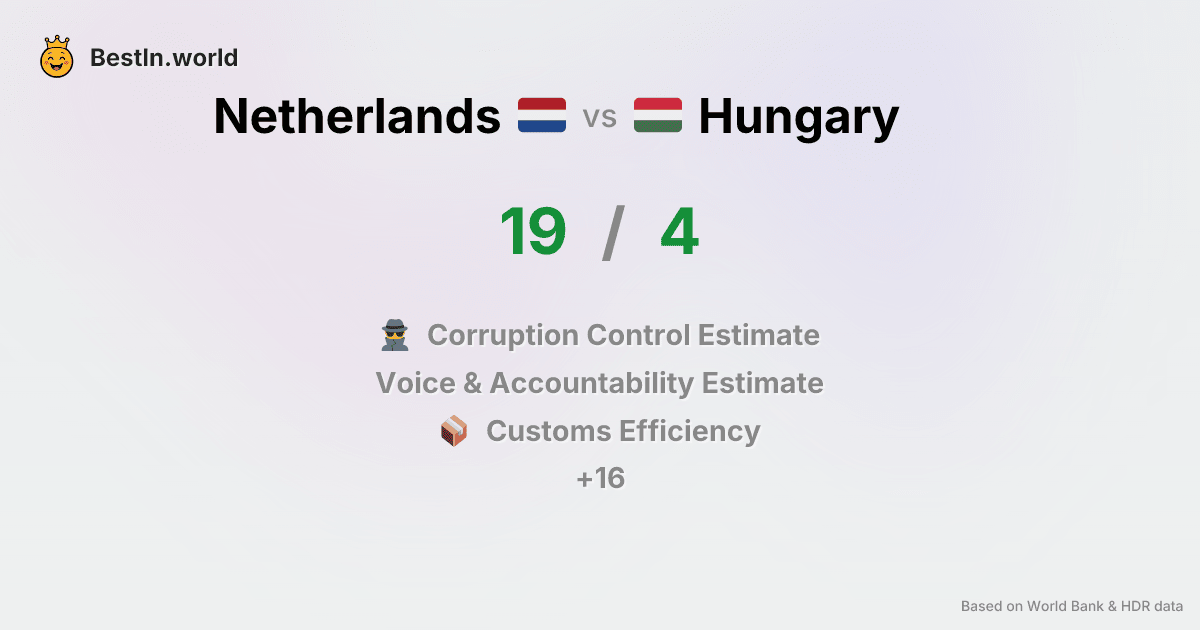 BestIn.world
Netherlands vs Hungary
19 / 4
Corruption Control Estimate
Voice & Accountability Estimate
Customs Efficiency
+16
Based on World Bank & HDR data